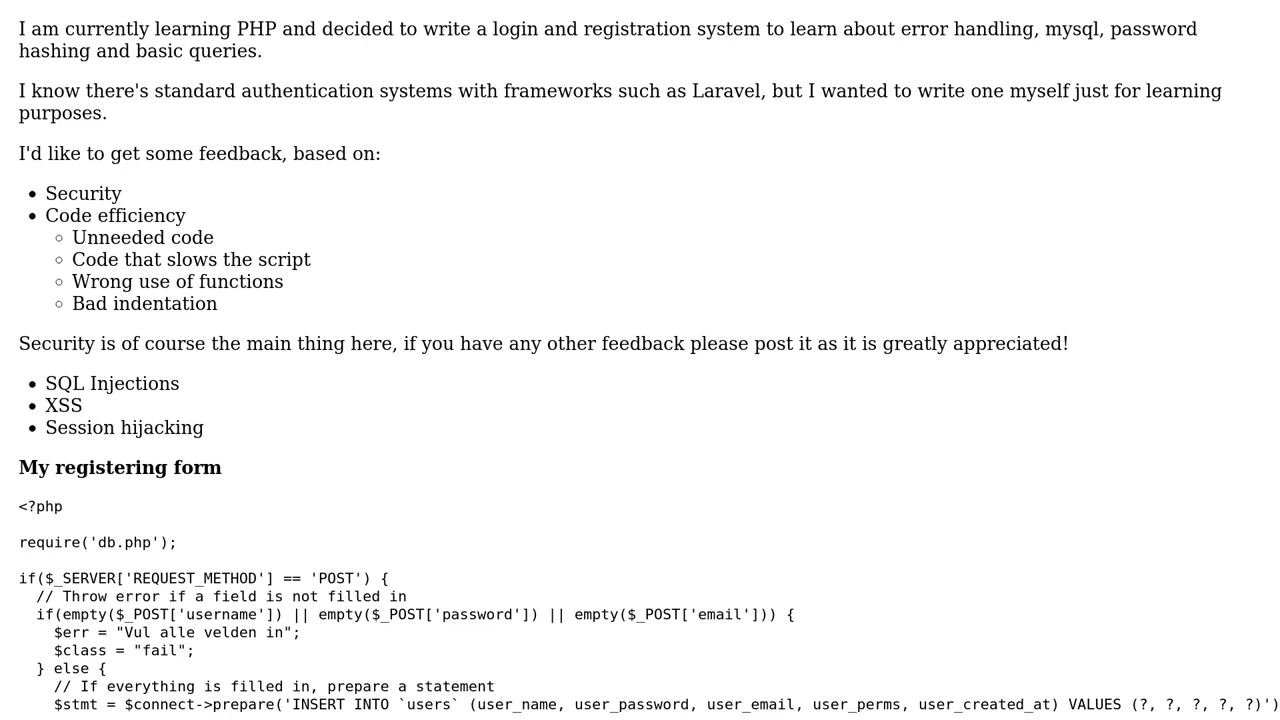 I am currently learning PHP and decided to write a login and registration system to learn about error handling, mysql, password
hashing and basic queries.
I know there's standard authentication systems with frameworks such as Laravel, but I wanted to write one myself just for learning
purposes.
I'd like to get some feedback, based on:
• Security
• Code efficiency
◦ Unneeded code
◦ Code that slows the script
◦ Wrong use of functions
◦ Bad indentation
Security is of course the main thing here, if you have any other feedback please post it as it is greatly appreciated!
• SQL Injections
• XSS
• Session hijacking
My registering form
<?php
require('db.php');
if($_SERVER['REQUEST_METHOD'] == 'POST') {
  // Throw error if a field is not filled in
  if(empty($_POST['username']) || empty($_POST['password']) || empty($_POST['email'])) {
    $err = "Vul alle velden in";
    $class = "fail";
  } else {
    // If everything is filled in, prepare a statement
    $stmt = $connect->prepare('INSERT INTO `users` (user_name, user_password, user_email, user_perms, user_created_at) VALUES (?, ?, ?, ?, ?)')